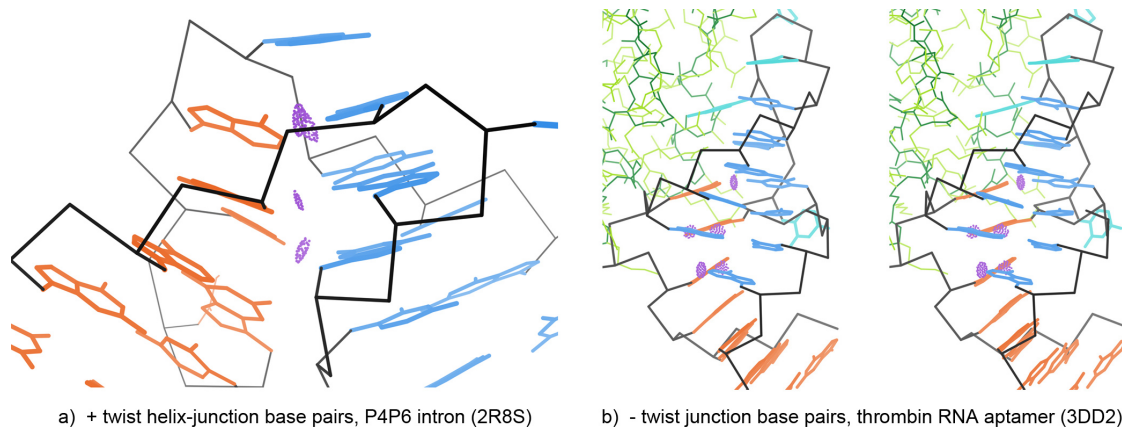 a) + twist helix-junction base pairs, P4P6 intron (2R8S)
b) - twist junction base pairs, thrombin RNA aptamer (3DD2)